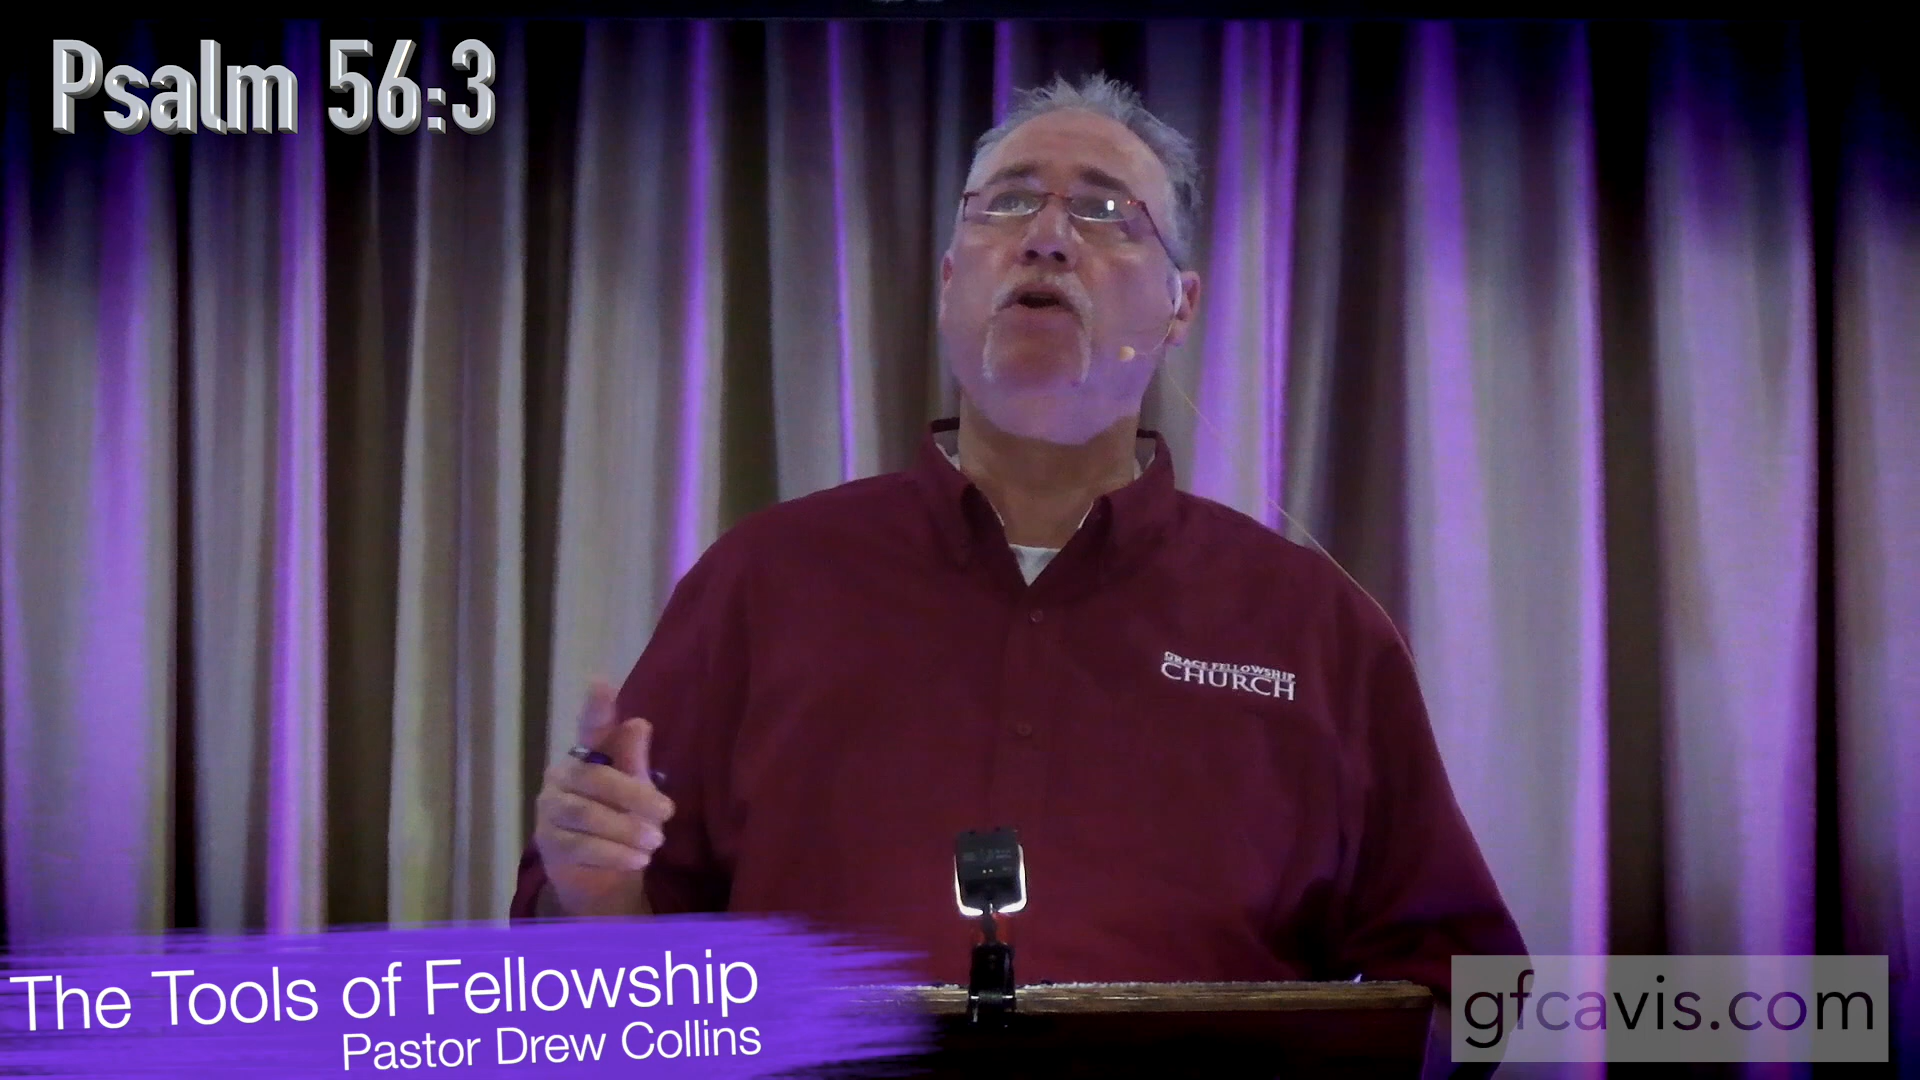 Psalm 56:3
GRACE FELLOWSHIP
CHURCH
The Tools of Fellowship
Pastor Drew Collins
gfcavis.com